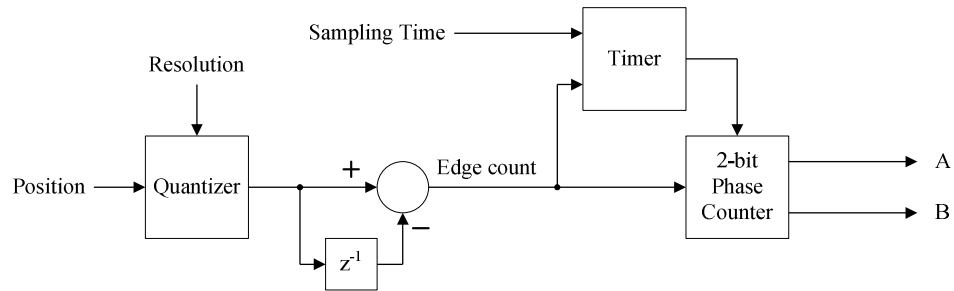 Sampling Time
Timer
Resolution
Position
Quantizer
+
Edge count
−
z-1
2-bit
Phase
Counter
A
B